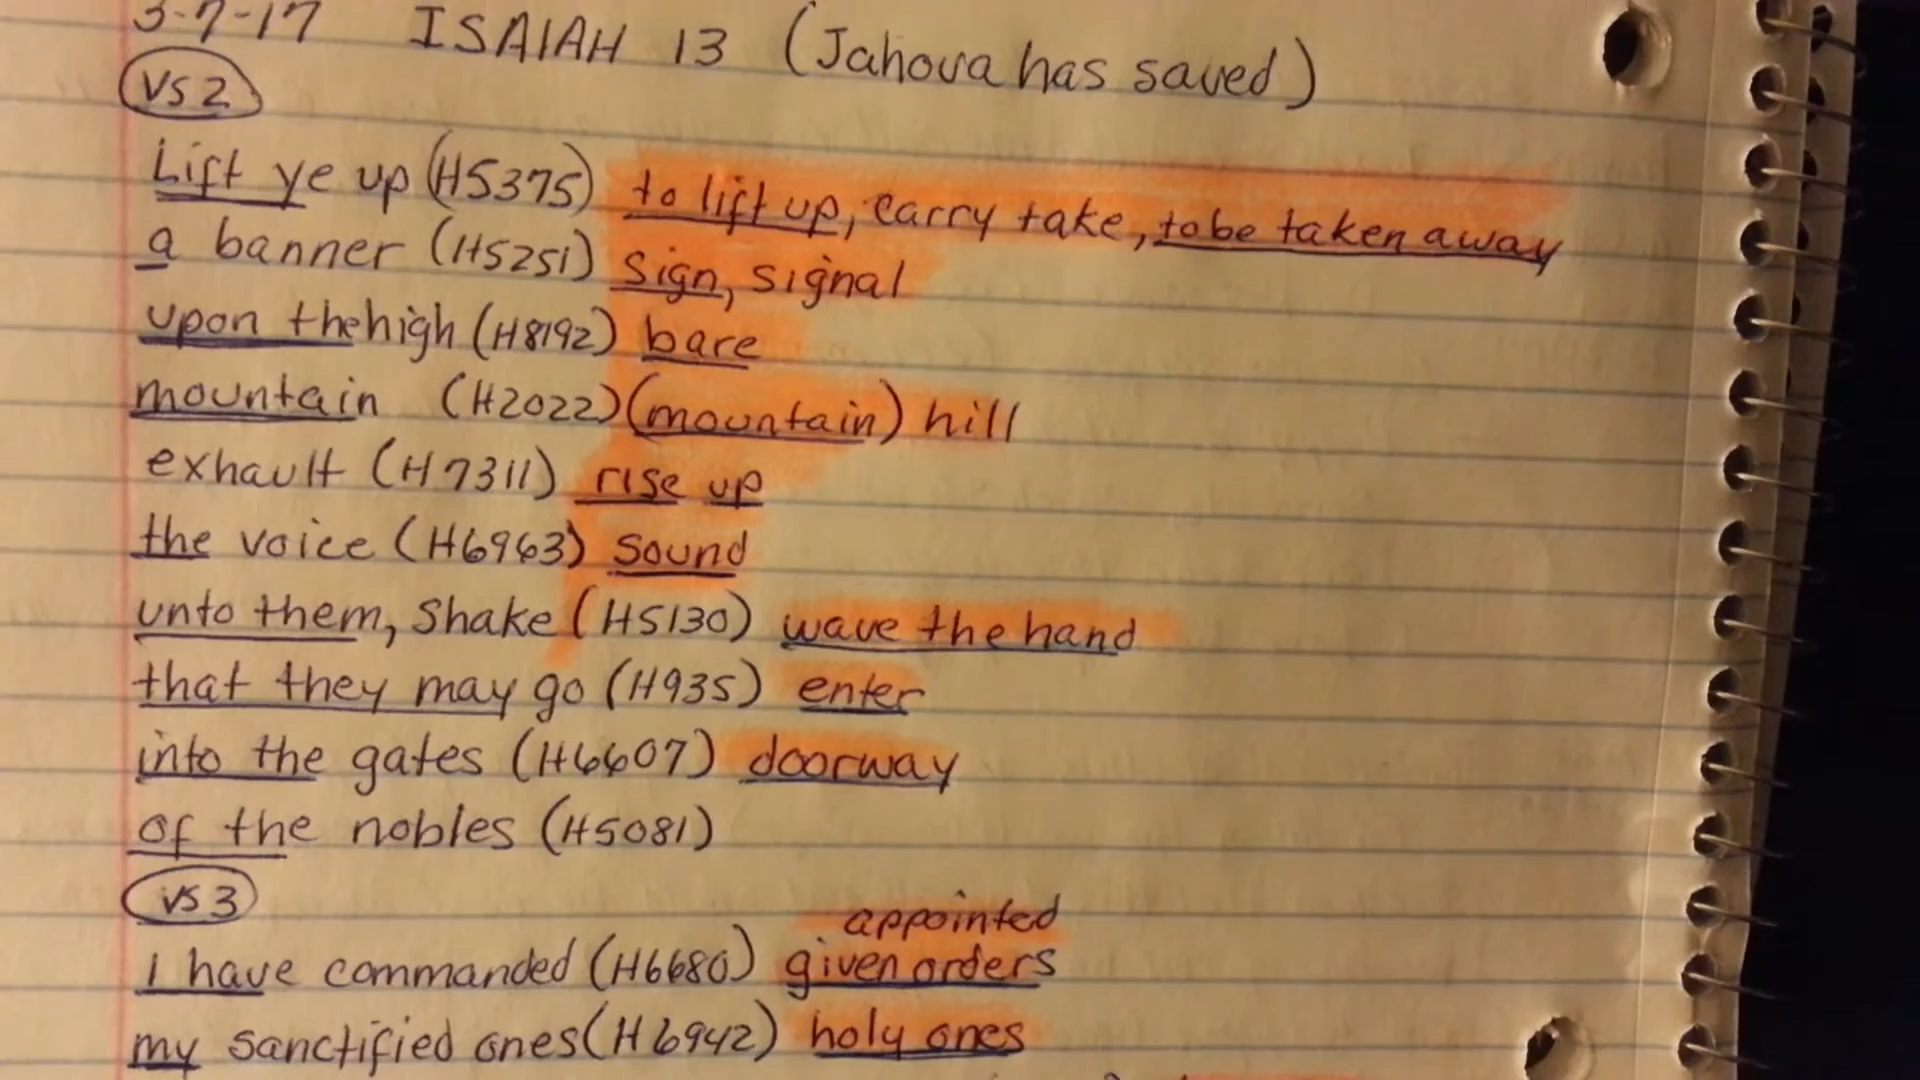 3-7-17 ISAIAH 13 (Jahova has saved)
VS 2
Lift ye up (H5375) to lift up, carry take, to be taken away
a banner (H5251) sign, signal
upon the high (H8192) bare
mountain (H2022) (mountain) hill
exhault (H7311) rise up
the voice (H6963) sound
unto them, shake (H5130) wave the hand
that they may go (H935) enter
into the gates (H6607) doorway
of the nobles (H5081)
VS 3
appointed
I have commanded (H6680) given orders
my sanctified ones (H6942) holy ones